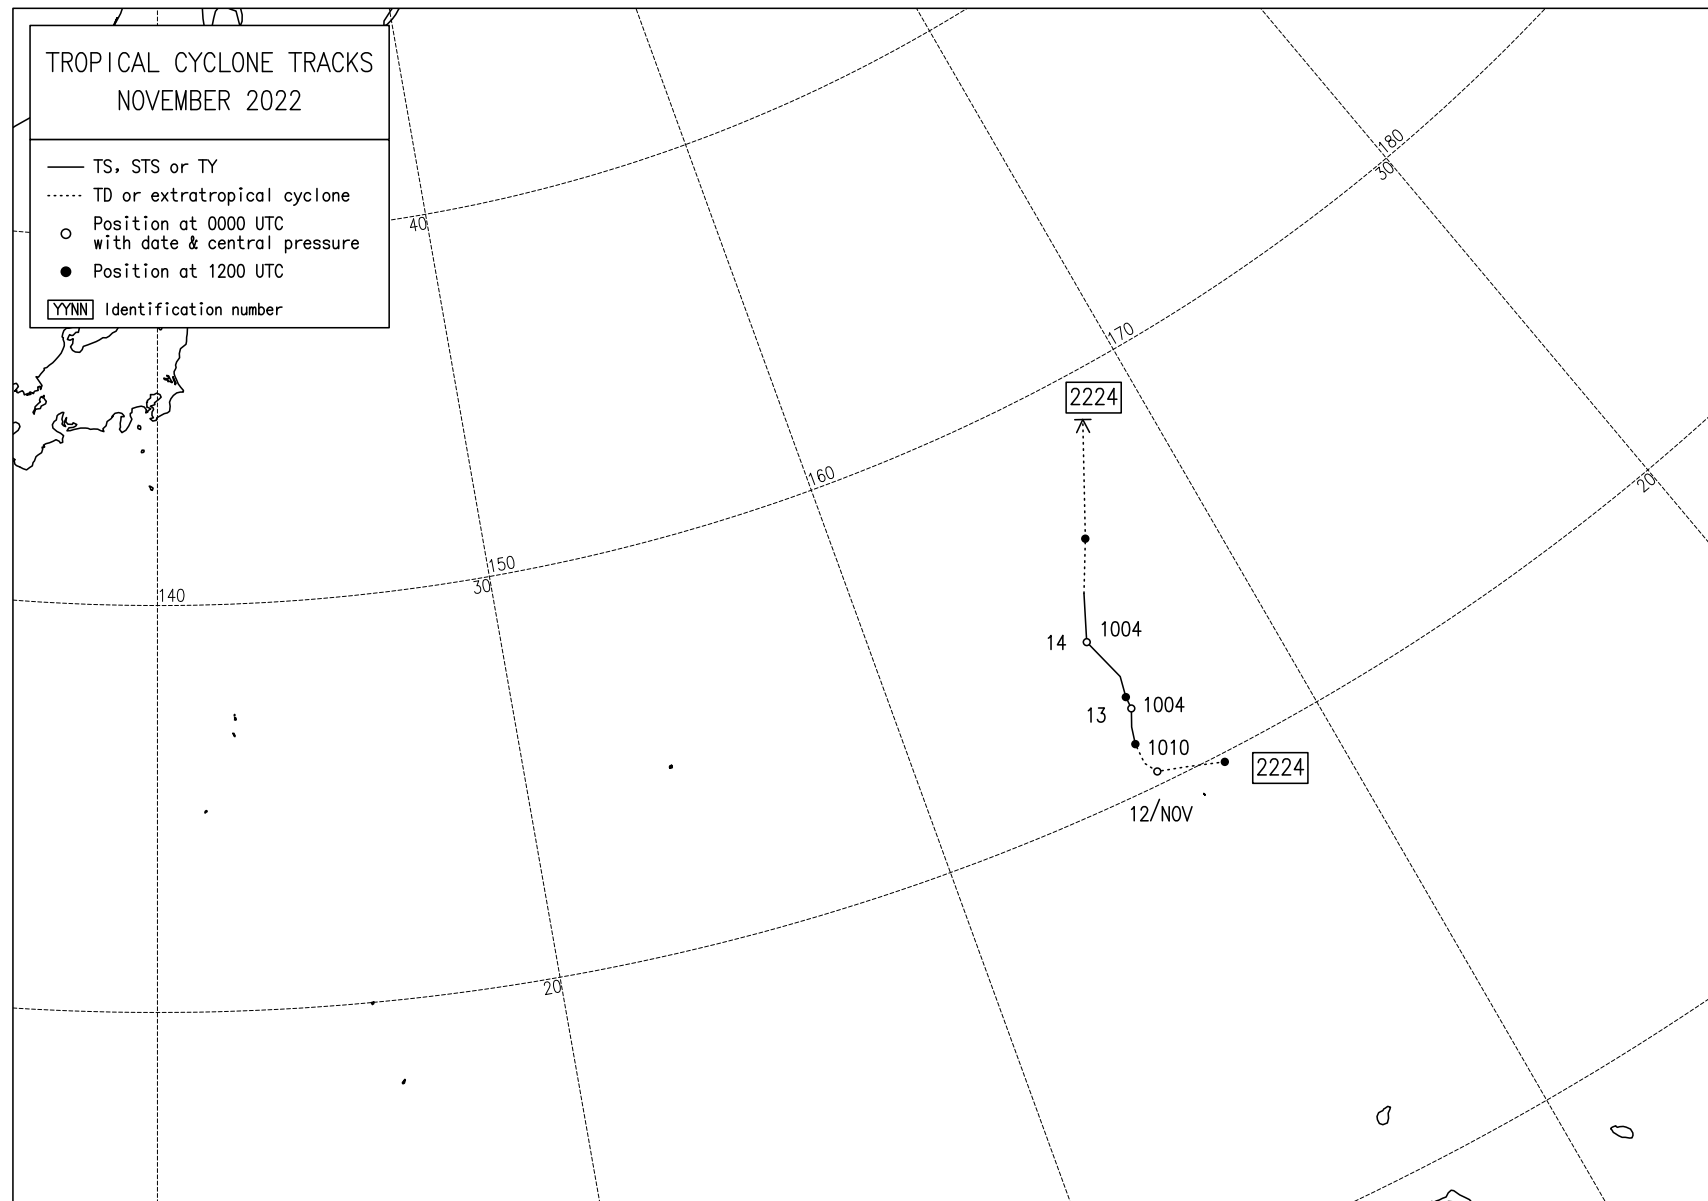 TROPICAL CYCLONE TRACKS
NOVEMBER 2022
TS, STS or TY
TD or extratropical cyclone
Position at 0000 UTC
with date & central pressure
Position at 1200 UTC
YYNN Identification number
180
30
40
170
2224
160
20
150
30
140
14 1004
13 1004
1010
2224
12/NOV
20